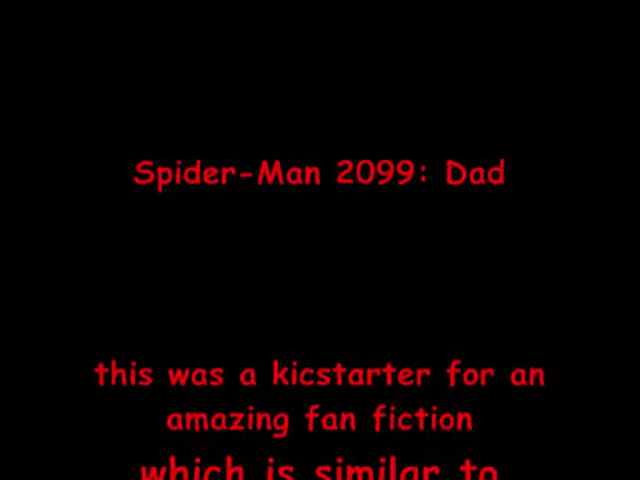 Spider-Man 2099: Dad
this was a kicstarter for an
amazing fan fiction
which is similar to